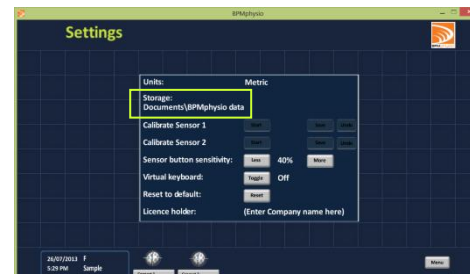 BPMphysio
Settings
Units: Metric
Storage:
Documents\BPMphysio data
Calibrate Sensor 1
Calibrate Sensor 2
Sensor button sensitivity: Less 40% More
Virtual keyboard: Toggle Off
Reset to default: Reset
Licence holder: (Enter Company name here)
26/07/2013 F
5:29 PM Sample
Menu